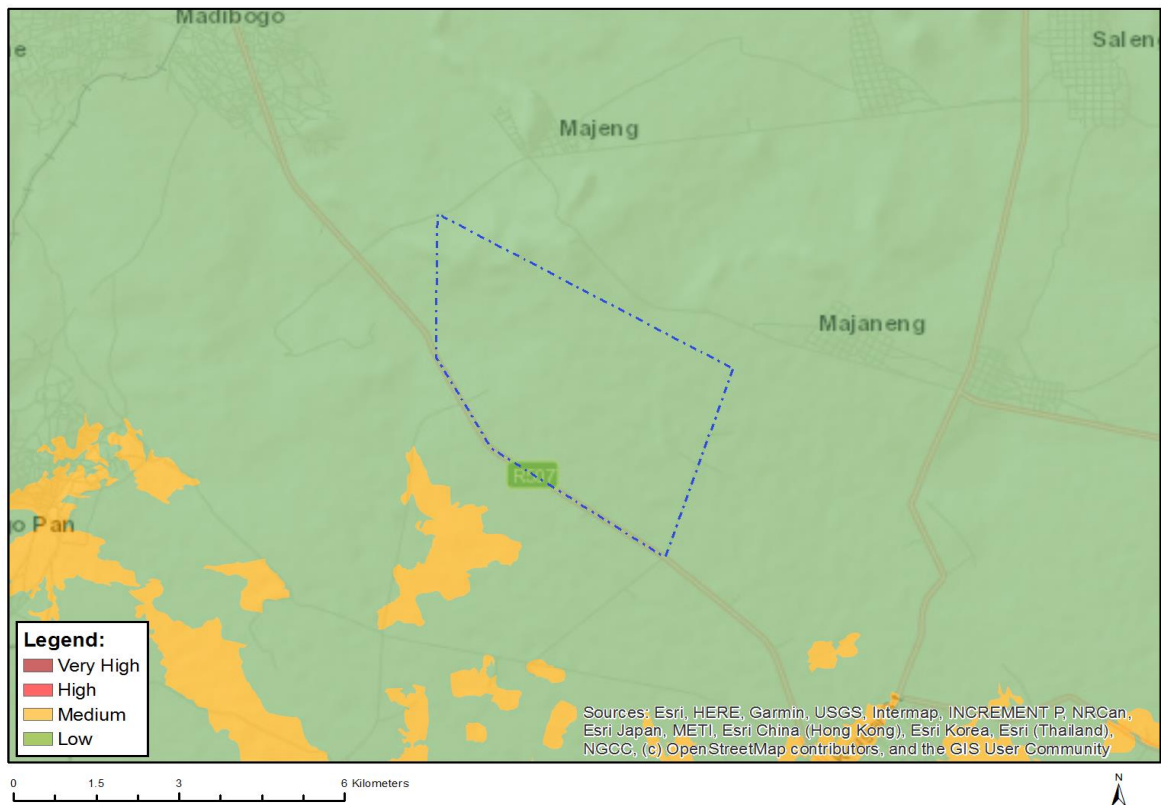 Madibogo
Salen
e
Majeng
Majaneng
R507
o Pan
Legend:
Very High
High
Medium
Low
Sources: Esri, HERE, Garmin, USGS, Intermap, INCREMENT P, NRCan,
Esri Japan, METI, Esri China (Hong Kong), Esri Korea, Esri (Thailand),
NGCC, (c) OpenStreetMap contributors, and the GIS User Community
0 1.5 3 6 Kilometers
N